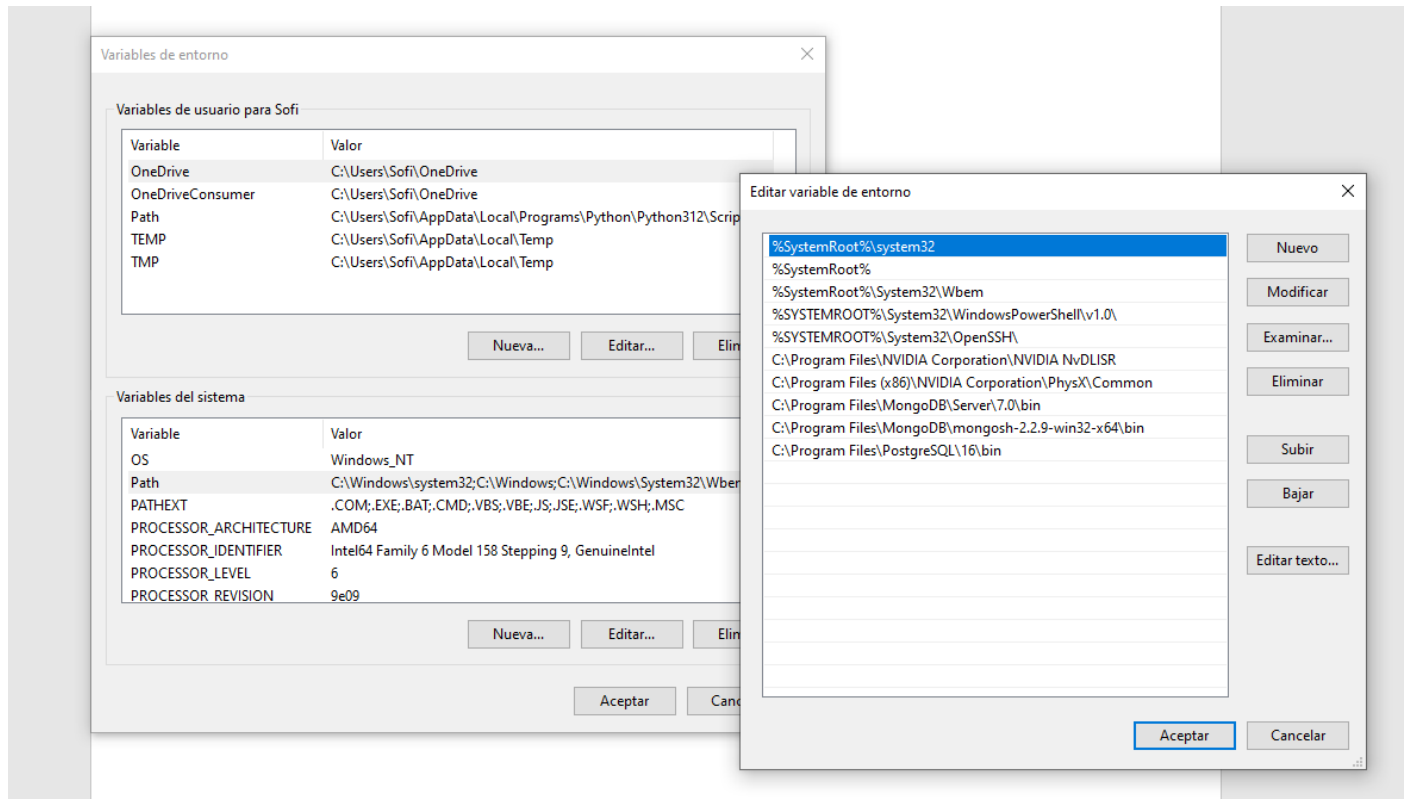 Variables de entorno
Variables de usuario para Sofi
Variable Valor
OneDrive C:\Users\Sofi\OneDrive
OneDriveConsumer C:\Users\Sofi\OneDrive
Path C:\Users\Sofi\AppData\Local\Programs\Python\Python312\Scrip
TEMP C:\Users\Sofi\AppData\Local\Temp
TMP C:\Users\Sofi\AppData\Local\Temp
Nueva... Editar... Elin
Variables del sistema
Variable Valor
OS Windows_NT
Path C:\Windows\system32;C:\Windows;C:\Windows\System32\Wber
PATHEXT .COM;.EXE;.BAT;.CMD;.VBS;.VBE;.JS;.JSE;.WSF;.WSH;.MSC
PROCESSOR_ARCHITECTURE AMD64
PROCESSOR_IDENTIFIER Intel64 Family 6 Model 158 Stepping 9, GenuineIntel
PROCESSOR_LEVEL 6
PROCESSOR_REVISION 9e09
Nueva... Editar... Elin
Aceptar Canc
Editar variable de entorno
%SystemRoot%\system32
%SystemRoot%
%SystemRoot%\System32\Wbem
%SYSTEMROOT%\System32\WindowsPowerShell\v1.0\
%SYSTEMROOT%\System32\OpenSSH\
C:\Program Files\NVIDIA Corporation\NVIDIA NvDLISR
C:\Program Files (x86)\NVIDIA Corporation\PhysX\Common
C:\Program Files\MongoDB\Server\7.0\bin
C:\Program Files\MongoDB\mongosh-2.2.9-win32-x64\bin
C:\Program Files\PostgreSQL\16\bin
Nuevo
Modificar
Examinar...
Eliminar
Subir
Bajar
Editar texto...
Aceptar Cancelar